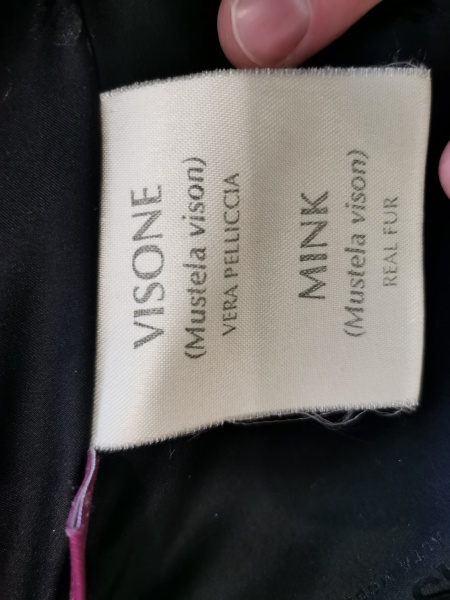 VISONE
(Mustela vison)
VERA PELLICCIA
MINK
(Mustela vison)
REAL FUR